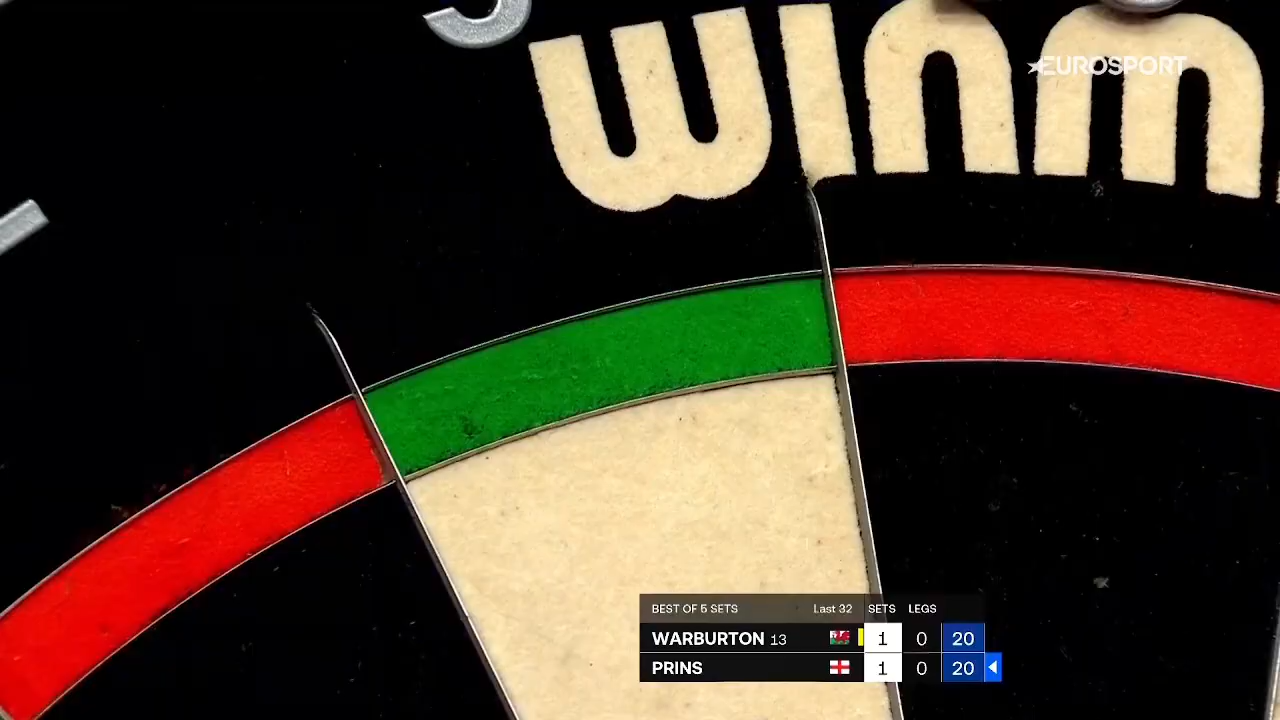 winm
EUROSPORT
BEST OF 5 SETS Last 32 SETS LEGS
WARBURTON 13 1 0 20
PRINS 1 0 20